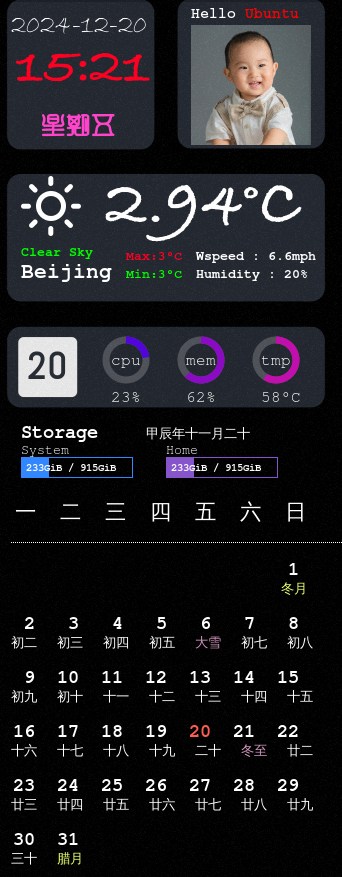 2024-12-20
15:21
星期五
Hello Ubuntu
2.94°C
Clear Sky
Beijing
Max:3°C
Min:3°C
Wspeed : 6.6mph
Humidity : 20%
20
cpu
23%
mem
62%
tmp
58°C
Storage
甲辰年十一月二十
System
Home
233GiB / 915GiB
233GiB / 915GiB
一 二 三 四 五 六 日
1
冬月
2 3 4 5 6 7 8
初二 初三 初四 初五 大雪 初七 初八
9 10 11 12 13 14 15
初九 初十 十一 十二 十三 十四 十五
16 17 18 19 20 21 22
十六 十七 十八 十九 二十 冬至 廿二
23 24 25 26 27 28 29
廿三 廿四 廿五 廿六 廿七 廿八 廿九
30 31
三十 腊月